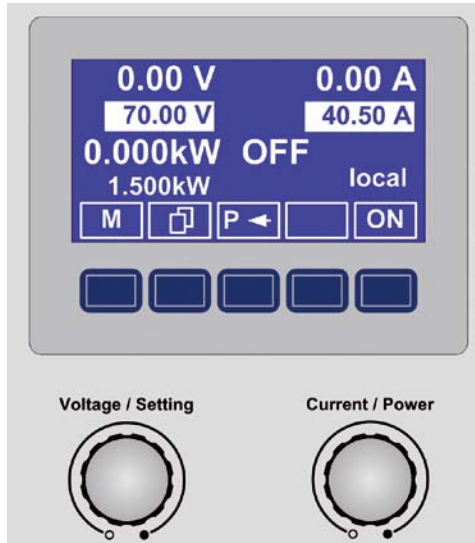 0.00 V 0.00 A
70.00 V 40.50 A
0.000kW OFF
1.500kW local
M P ON
Voltage / Setting Current / Power